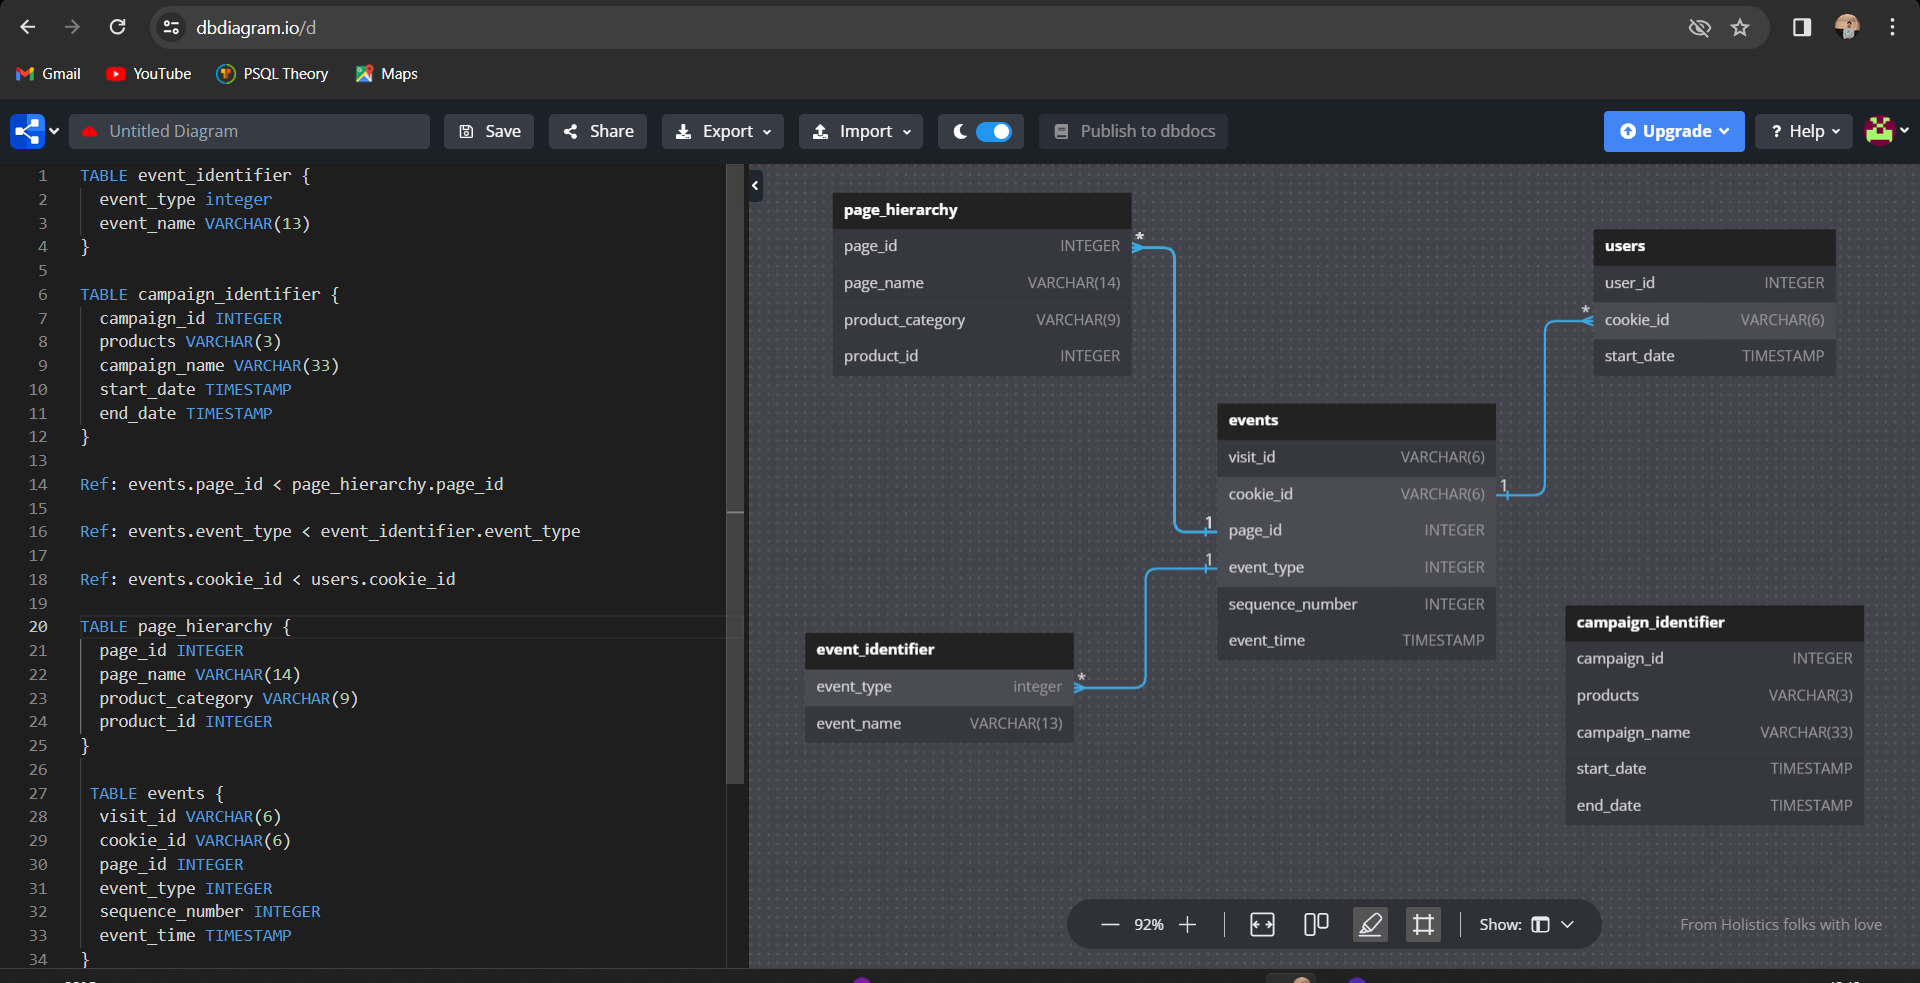 dbdiagram.io/d
Gmail YouTube PSQL Theory Maps
Untitled Diagram Save Share Export Import Publish to dbdocs Upgrade ? Help
1 TABLE event_identifier {
2 event_type integer
3 event_name VARCHAR(13)
4 }
5
6 TABLE campaign_identifier {
7 campaign_id INTEGER
8 products VARCHAR(3)
9 campaign_name VARCHAR(33)
10 start_date TIMESTAMP
11 end_date TIMESTAMP
12 }
13
14 Ref: events.page_id < page_hierarchy.page_id
15
16 Ref: events.event_type < event_identifier.event_type
17
18 Ref: events.cookie_id < users.cookie_id
19
20 TABLE page_hierarchy {
21 page_id INTEGER
22 page_name VARCHAR(14)
23 product_category VARCHAR(9)
24 product_id INTEGER
25 }
26
27 TABLE events {
28 visit_id VARCHAR(6)
29 cookie_id VARCHAR(6)
30 page_id INTEGER
31 event_type INTEGER
32 sequence_number INTEGER
33 event_time TIMESTAMP
34 }
page_hierarchy
page_id INTEGER *
page_name VARCHAR(14)
product_category VARCHAR(9)
product_id INTEGER
users
user_id INTEGER
* cookie_id VARCHAR(6)
start_date TIMESTAMP
events
visit_id VARCHAR(6)
cookie_id VARCHAR(6) 1
1 page_id INTEGER
1 event_type INTEGER
sequence_number INTEGER
event_time TIMESTAMP
event_identifier
event_type integer *
event_name VARCHAR(13)
campaign_identifier
campaign_id INTEGER
products VARCHAR(3)
campaign_name VARCHAR(33)
start_date TIMESTAMP
end_date TIMESTAMP
92% Show:
From Holistics folks with love